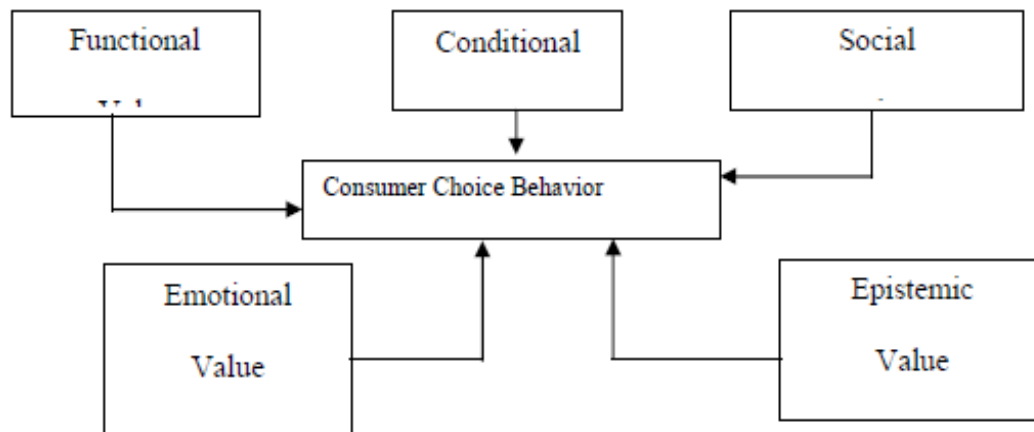 Functional
Conditional
Social
Consumer Choice Behavior
Emotional
Value
Epistemic
Value